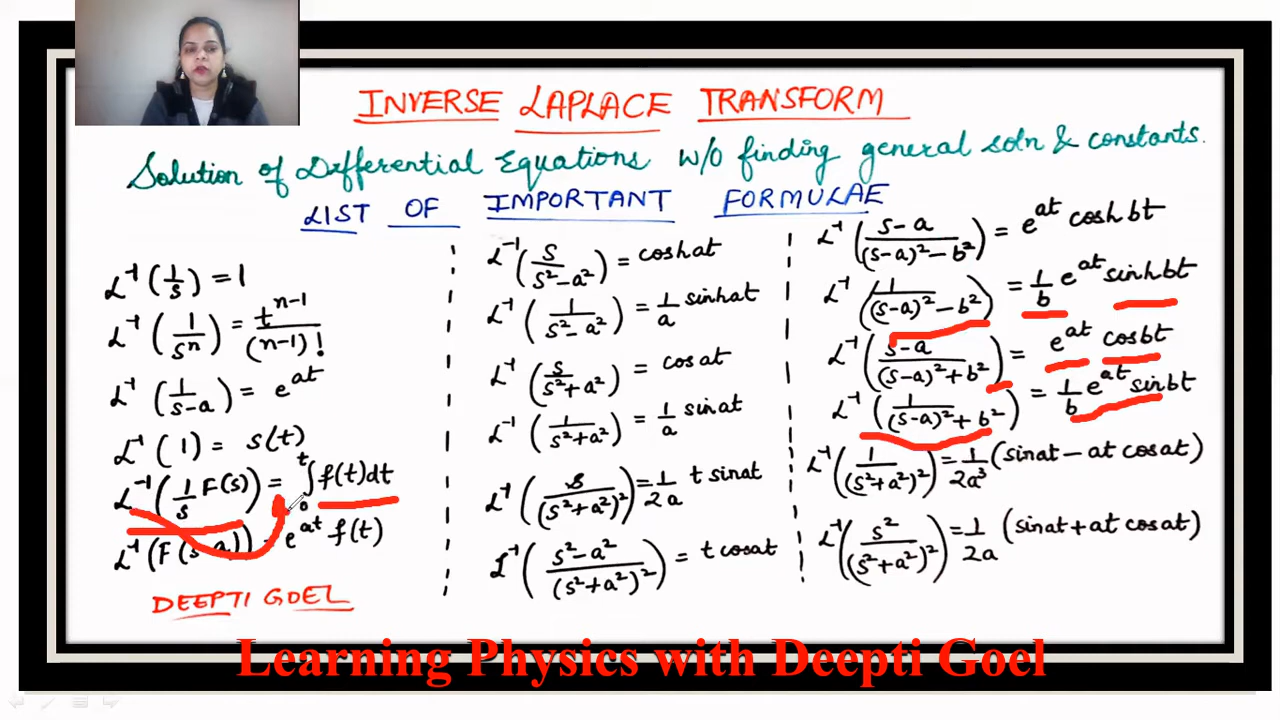 INVERSE LAPLACE TRANSFORM
Solution of Differential Equations w/o finding general soln & constants.
LIST OF IMPORTANT FORMULAE
L⁻¹(1/s) = 1
L⁻¹(1/sⁿ) = tⁿ⁻¹/(n-1)!
L⁻¹(1/(s-a)) = e^at
L⁻¹(1) = s(t)
L⁻¹(1/s F(s)) = ∫₀ᵗ f(t)dt
L⁻¹(F(s-a)) = e^at f(t)
DEEPTI GOEL
L⁻¹(s/(s²-a²)) = coshat
L⁻¹(1/(s²-a²)) = 1/a sinhat
L⁻¹(s/(s²+a²)) = cosat
L⁻¹(1/(s²+a²)) = 1/a sinat
L⁻¹(s/(s²+a²)²) = 1/2a t sinat
L⁻¹((s²-a²)/(s²+a²)²) = t cosat
L⁻¹((s-a)/((s-a)²-b²)) = e^at coshbt
L⁻¹(1/((s-a)²-b²)) = 1/b e^at sinhbt
L⁻¹((s-a)/((s-a)²+b²)) = e^at cosbt
L⁻¹(1/((s-a)²+b²)) = 1/b e^at sinbt
L⁻¹(1/(s²+a²)²) = 1/2a³ (sinat - at cosat)
L⁻¹(s²/(s²+a²)²) = 1/2a (sinat + at cosat)
Learning Physics with Deepti Goel